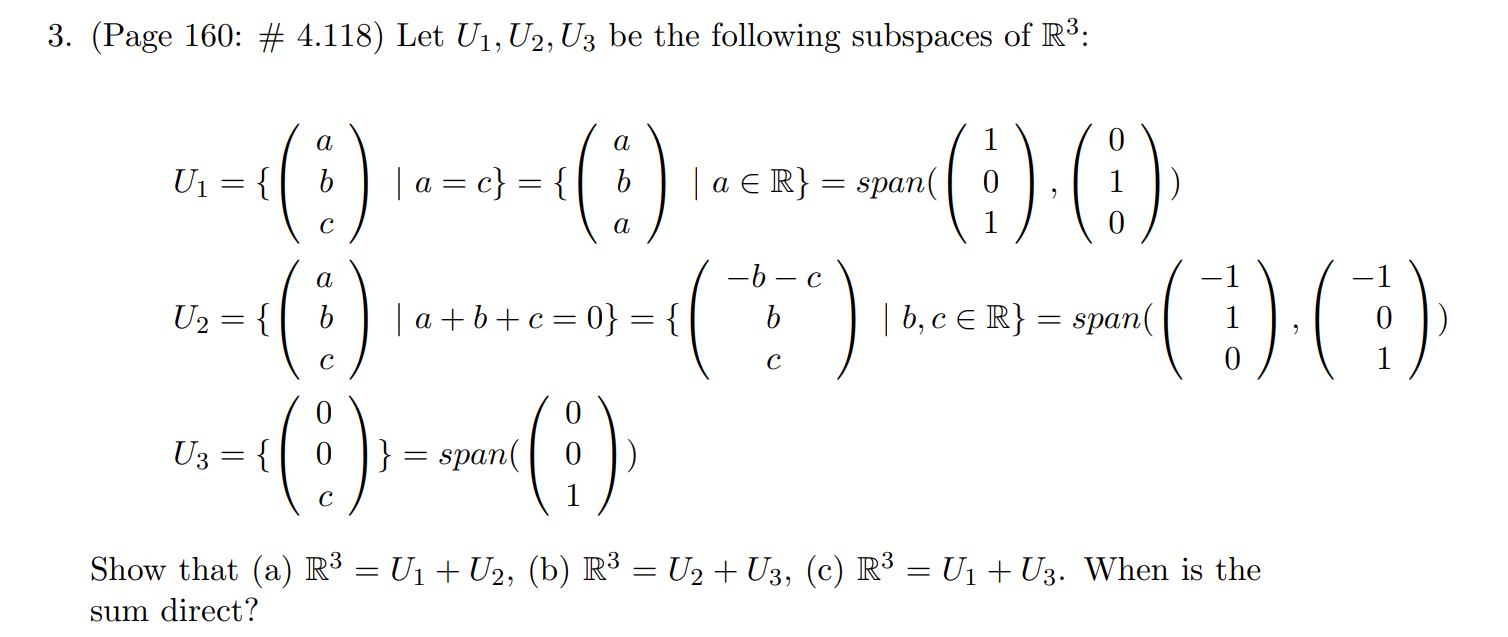 3. (Page 160: # 4.118) Let U₁, U₂, U₃ be the following subspaces of ℝ³:
U₁ = {(a b c) | a = c} = {(a b a) | a ∈ ℝ} = span((1 0 1), (0 1 0))
U₂ = {(a b c) | a + b + c = 0} = {(−b − c b c) | b, c ∈ ℝ} = span((−1 1 0), (−1 0 1))
U₃ = {(0 0 c)} = span((0 0 1))
Show that (a) ℝ³ = U₁ + U₂, (b) ℝ³ = U₂ + U₃, (c) ℝ³ = U₁ + U₃. When is the
sum direct?